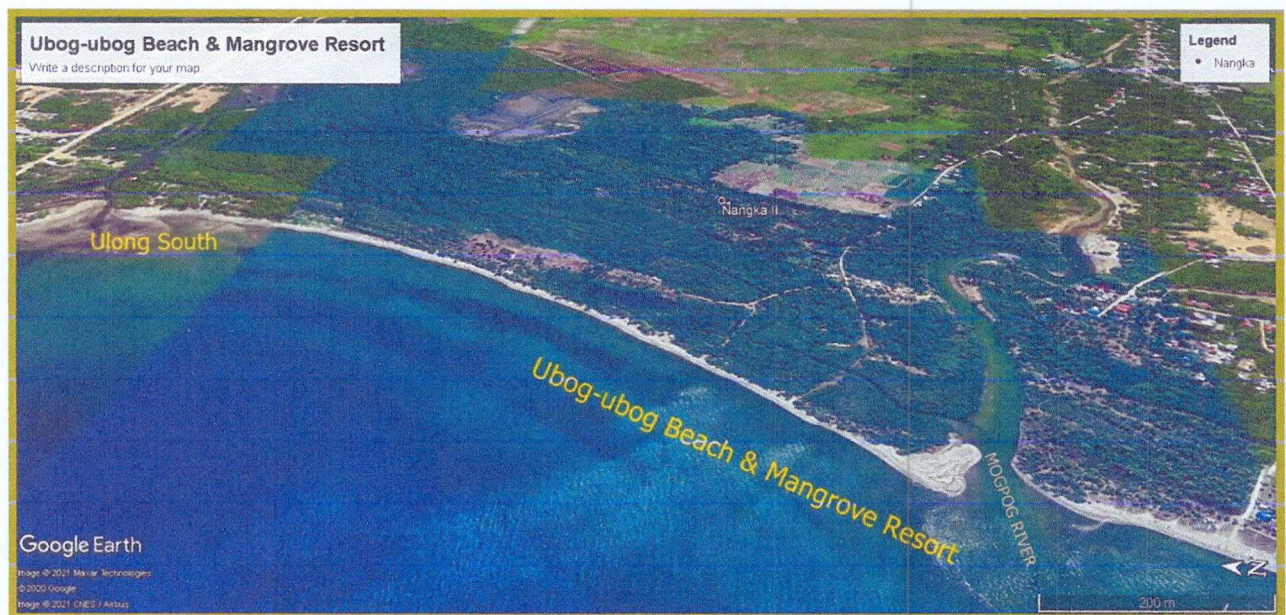 Ubog-ubog Beach & Mangrove Resort
Write a description for your map.
Legend
Nangka
Nangka II
Ulong South
Ubog-ubog Beach & Mangrove Resort
MOGPOG RIVER
Google Earth
Image © 2021 Maxar Technologies
© 2020 Google
Image © 2021 CNES / Airbus
N
200 m